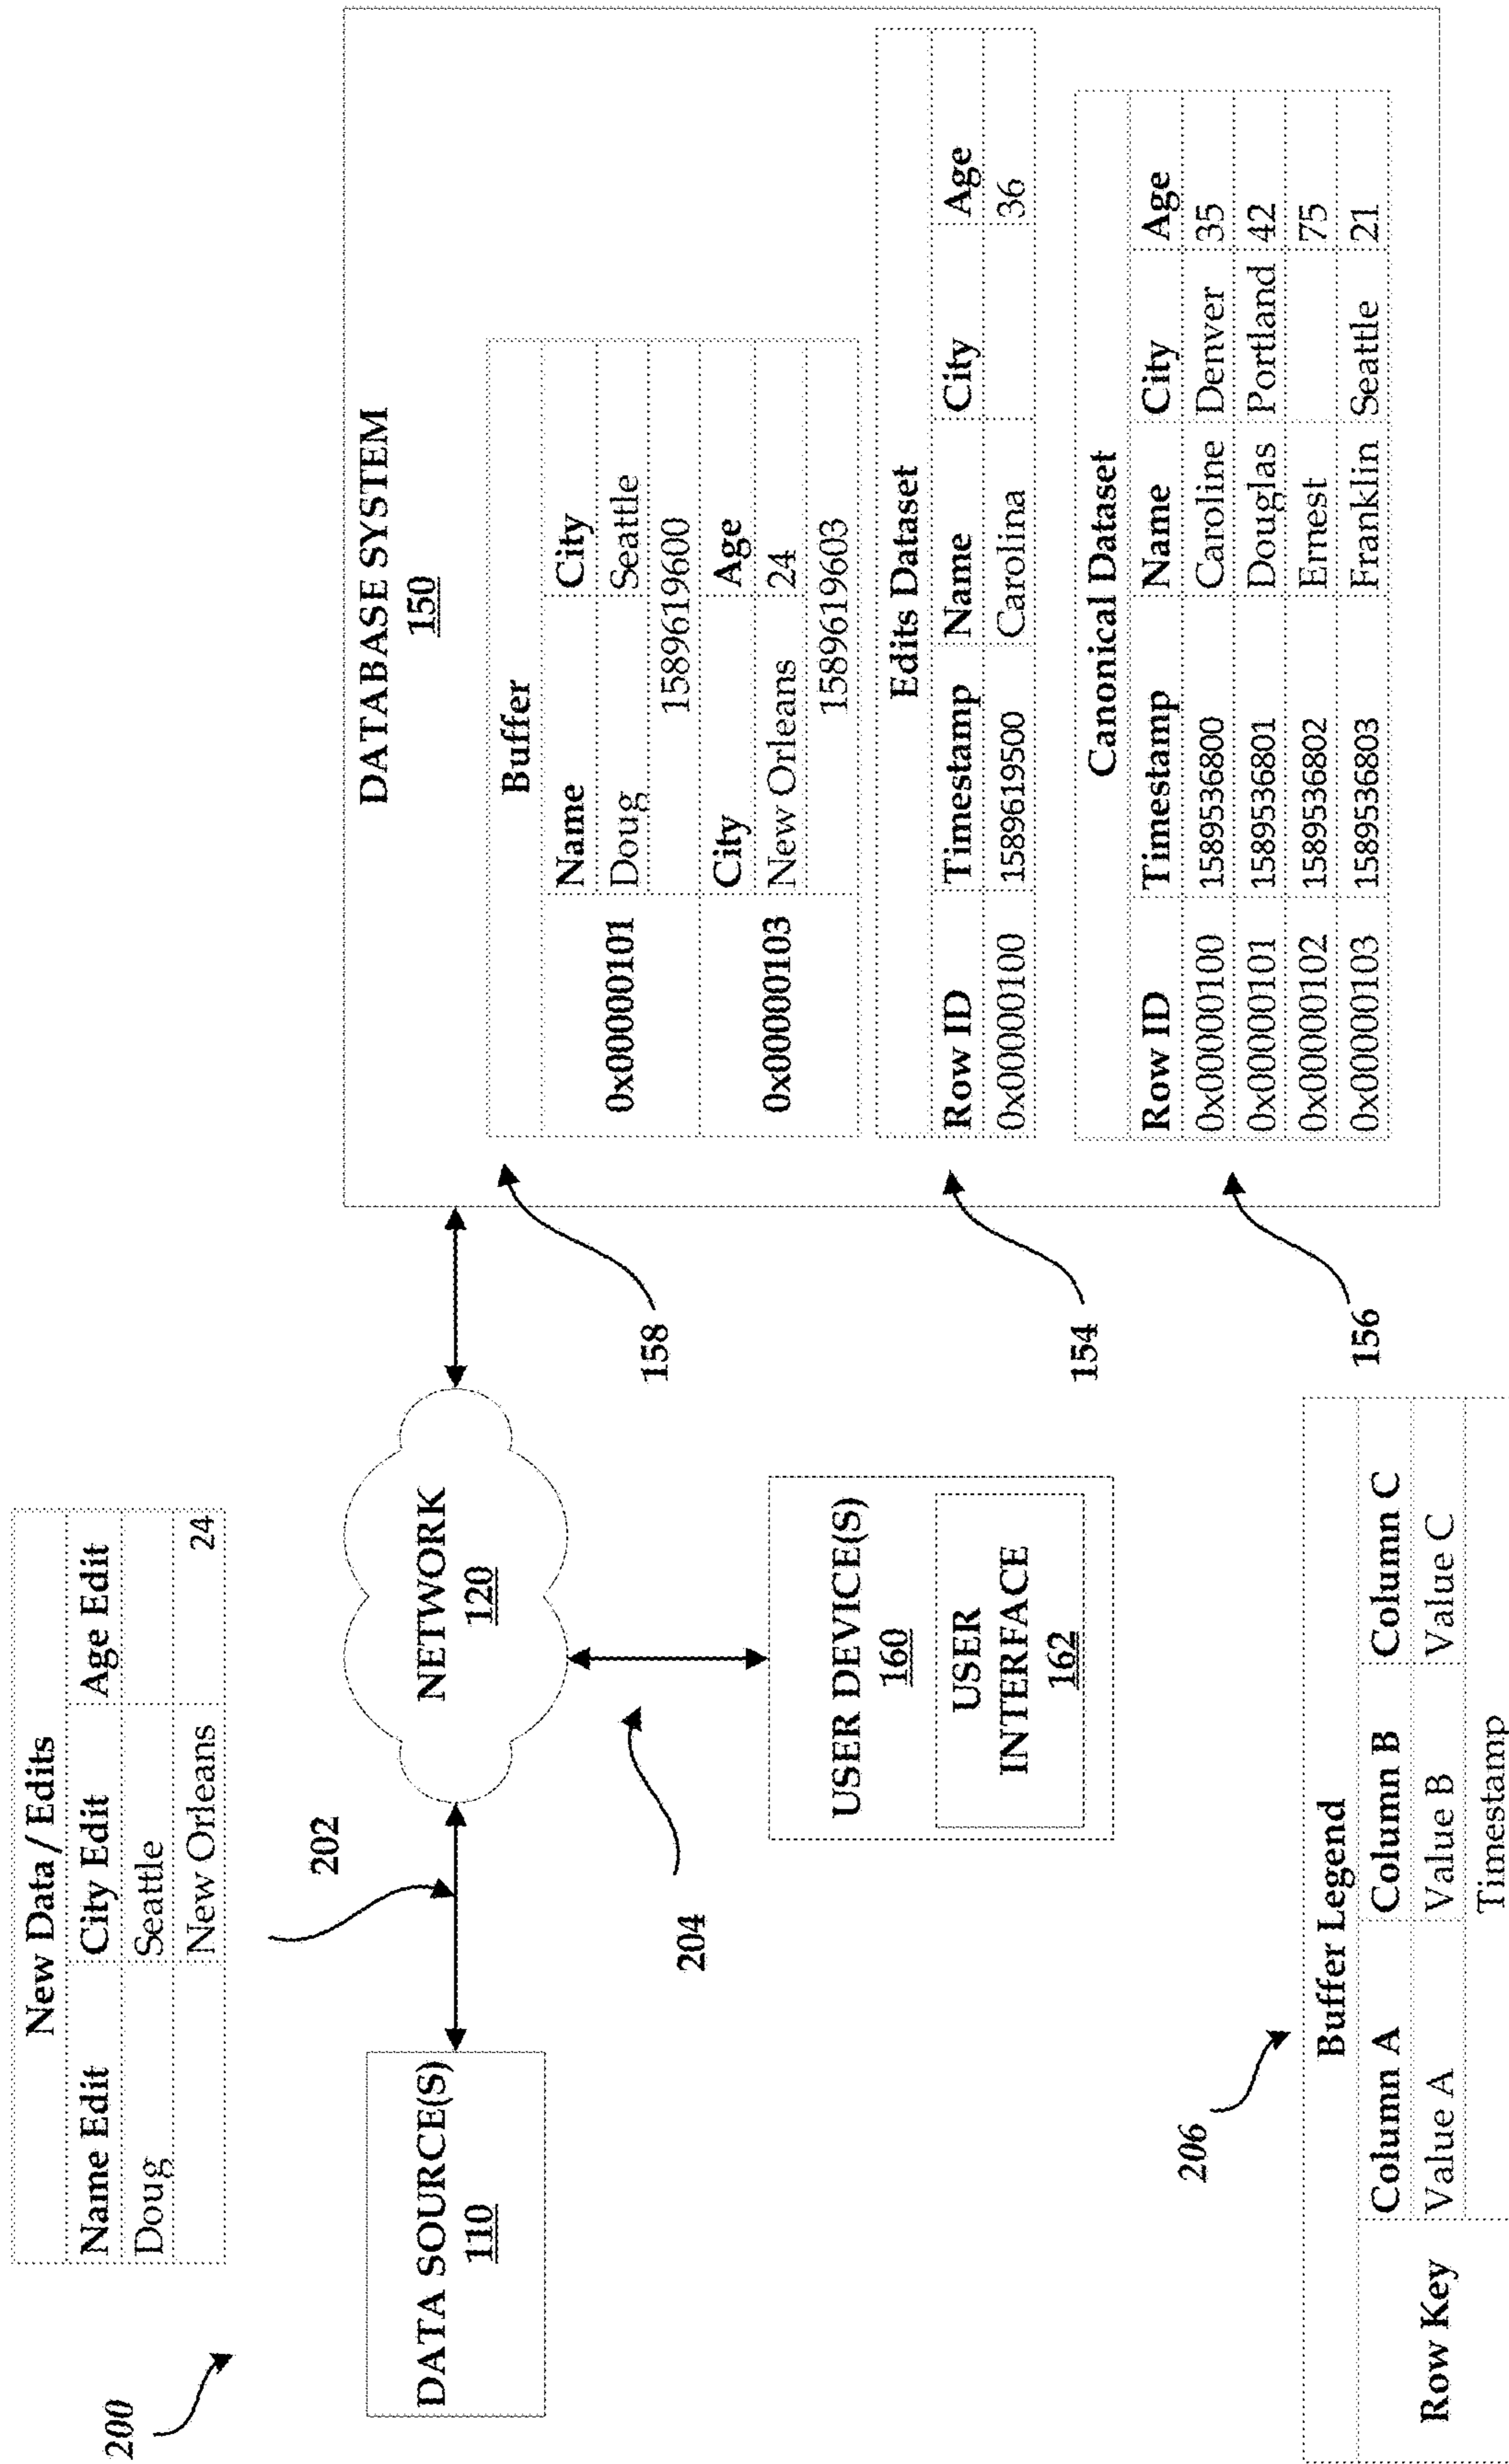 200
New Data / Edits
Name Edit City Edit Age Edit
Doug Seattle
New Orleans 24
202
DATA SOURCE(S)
110
NETWORK
120
204
USER DEVICE(S)
160
USER
INTERFACE
162
206
Buffer Legend
Row Key Column A Column B Column C
Value A Value B Value C
Timestamp
DATABASE SYSTEM
150
158
Buffer
0x00000101 Name City
Doug Seattle
1589619600
0x00000103 City Age
New Orleans 24
1589619603
154
Edits Dataset
Row ID Timestamp Name City Age
0x00000100 1589619500 Carolina 36
156
Canonical Dataset
Row ID Timestamp Name City Age
0x00000100 1589536800 Caroline Denver 35
0x00000101 1589536801 Douglas Portland 42
0x00000102 1589536802 Ernest 75
0x00000103 1589536803 Franklin Seattle 21